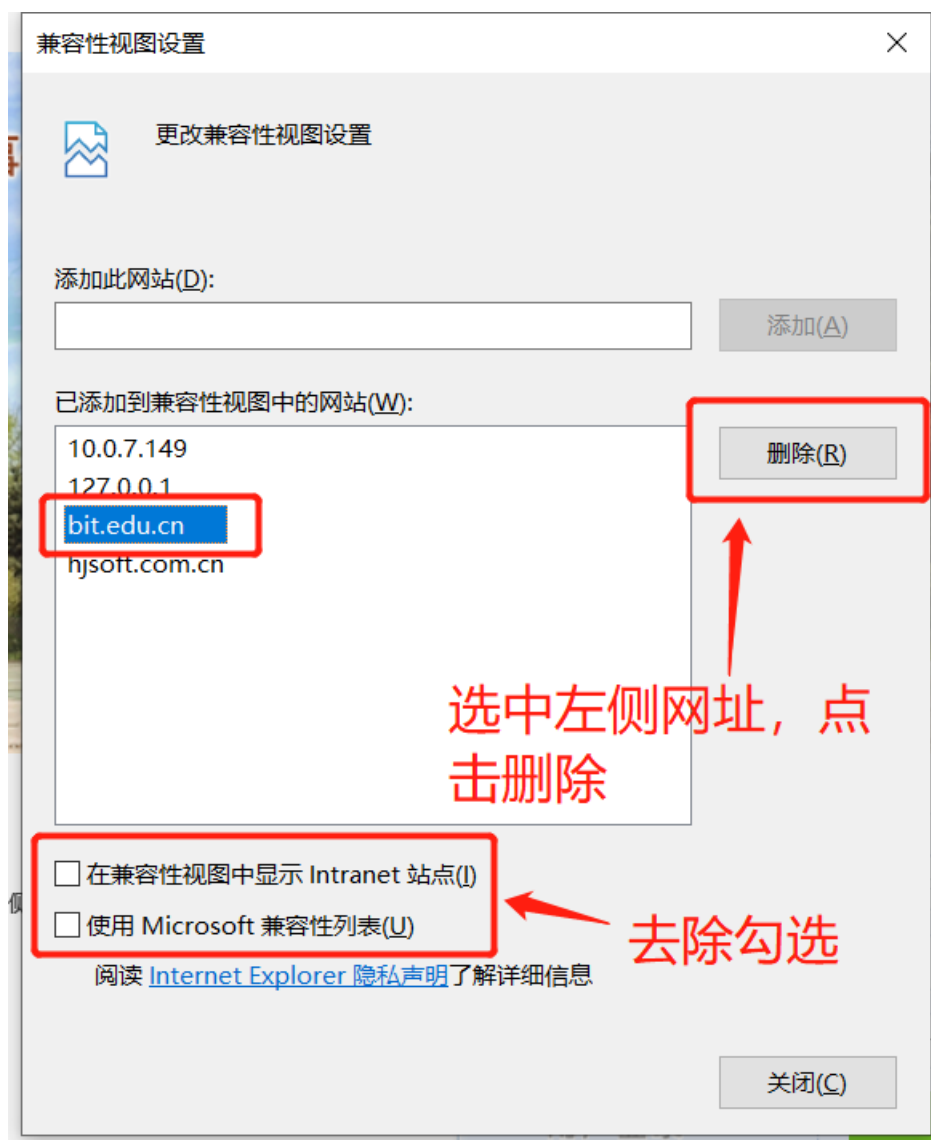 兼容性视图设置
更改兼容性视图设置
添加此网站(D):
添加(A)
已添加到兼容性视图中的网站(W):
10.0.7.149
删除(R)
127.0.0.1
bit.edu.cn
hjsoft.com.cn
选中左侧网址，点
击删除
在兼容性视图中显示 Intranet 站点(I)
使用 Microsoft 兼容性列表(U)
去除勾选
阅读 Internet Explorer 隐私声明了解详细信息
关闭(C)